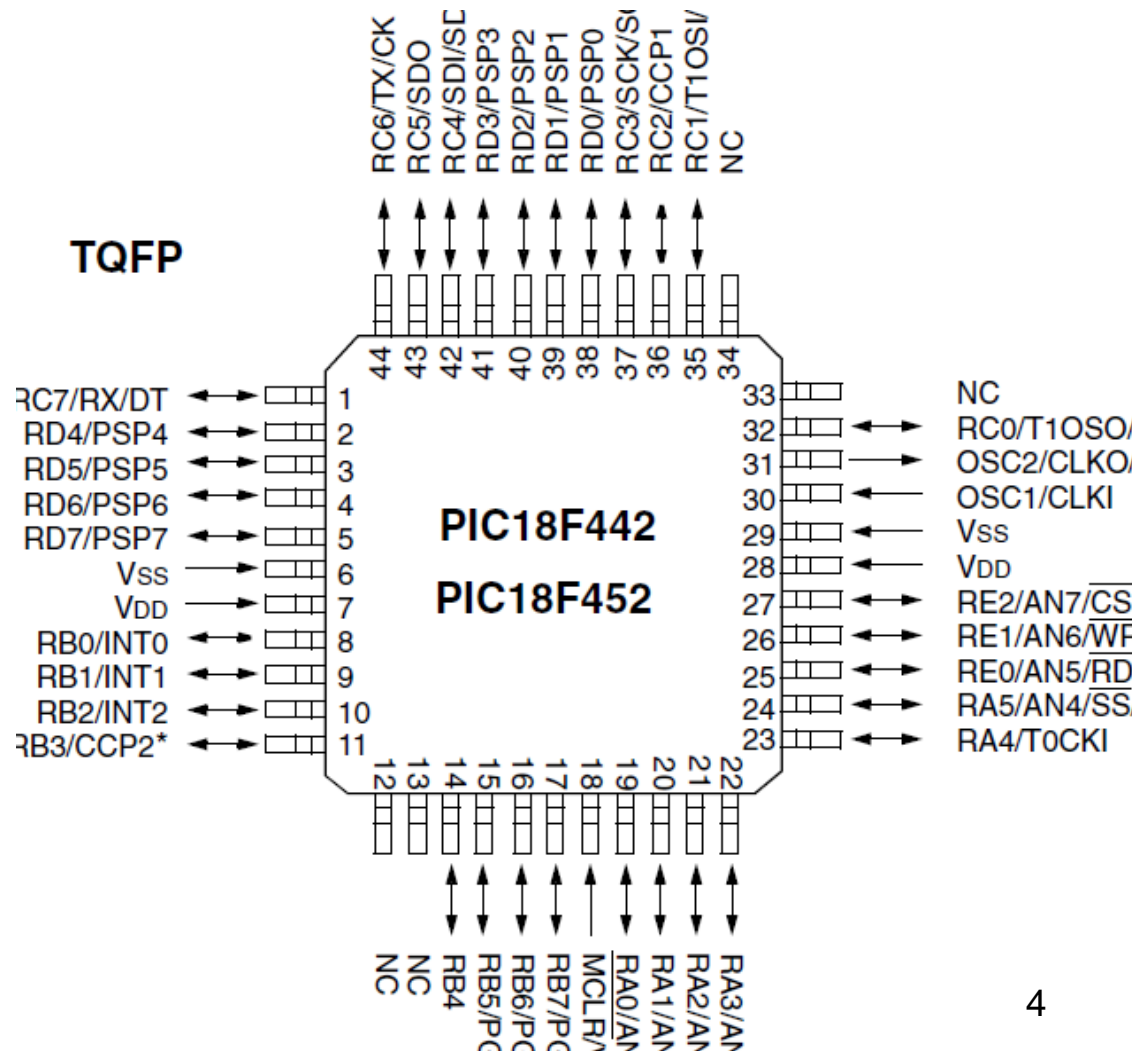 RC6/TX/CK
RC5/SDO
RC4/SDI/SD
RD3/PSP3
RD2/PSP2
RD1/PSP1
RD0/PSP0
RC3/SCK/SC
RC2/CCP1
RC1/T1OSI/
NC
TQFP
44
43
42
41
40
39
38
37
36
35
34
RC7/RX/DT 1
RD4/PSP4 2
RD5/PSP5 3
RD6/PSP6 4
RD7/PSP7 5
VSS 6
VDD 7
RB0/INT0 8
RB1/INT1 9
RB2/INT2 10
RB3/CCP2* 11
PIC18F442
PIC18F452
33 NC
32 RC0/T1OSO/
31 OSC2/CLKO/
30 OSC1/CLKI
29 VSS
28 VDD
27 RE2/AN7/CS
26 RE1/AN6/WR
25 RE0/AN5/RD
24 RA5/AN4/SS/
23 RA4/T0CKI
12
13
14
15
16
17
18
19
20
21
22
NC
NC
RB4
RB5/PG
RB6/PG
RB7/PG
MCLR/V
RA0/AN
RA1/AN
RA2/AN
RA3/AN
4